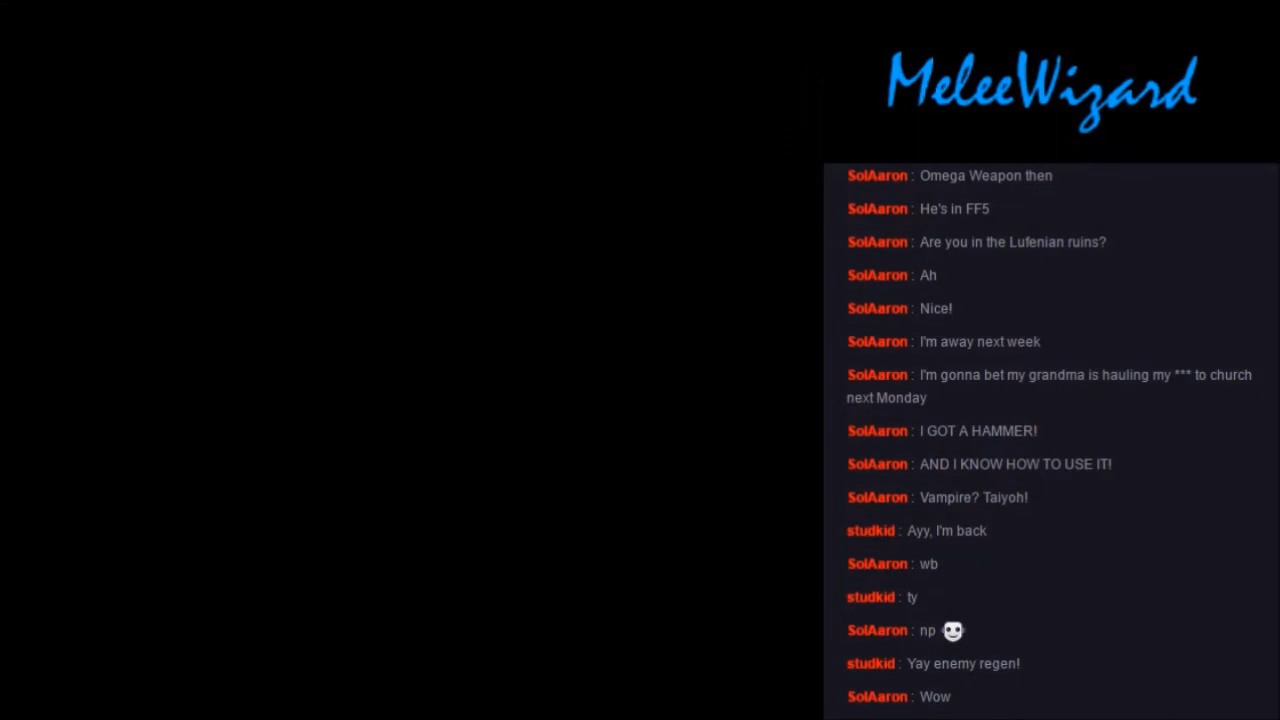 MeleeWizard
SolAaron : Omega Weapon then
SolAaron : He's in FF5
SolAaron : Are you in the Lufenian ruins?
SolAaron : Ah
SolAaron : Nice!
SolAaron : I'm away next week
SolAaron : I'm gonna bet my grandma is hauling my *** to church
next Monday
SolAaron : I GOT A HAMMER!
SolAaron : AND I KNOW HOW TO USE IT!
SolAaron : Vampire? Taiyoh!
studkid : Ayy, I'm back
SolAaron : wb
studkid : ty
SolAaron : np
studkid : Yay enemy regen!
SolAaron : Wow